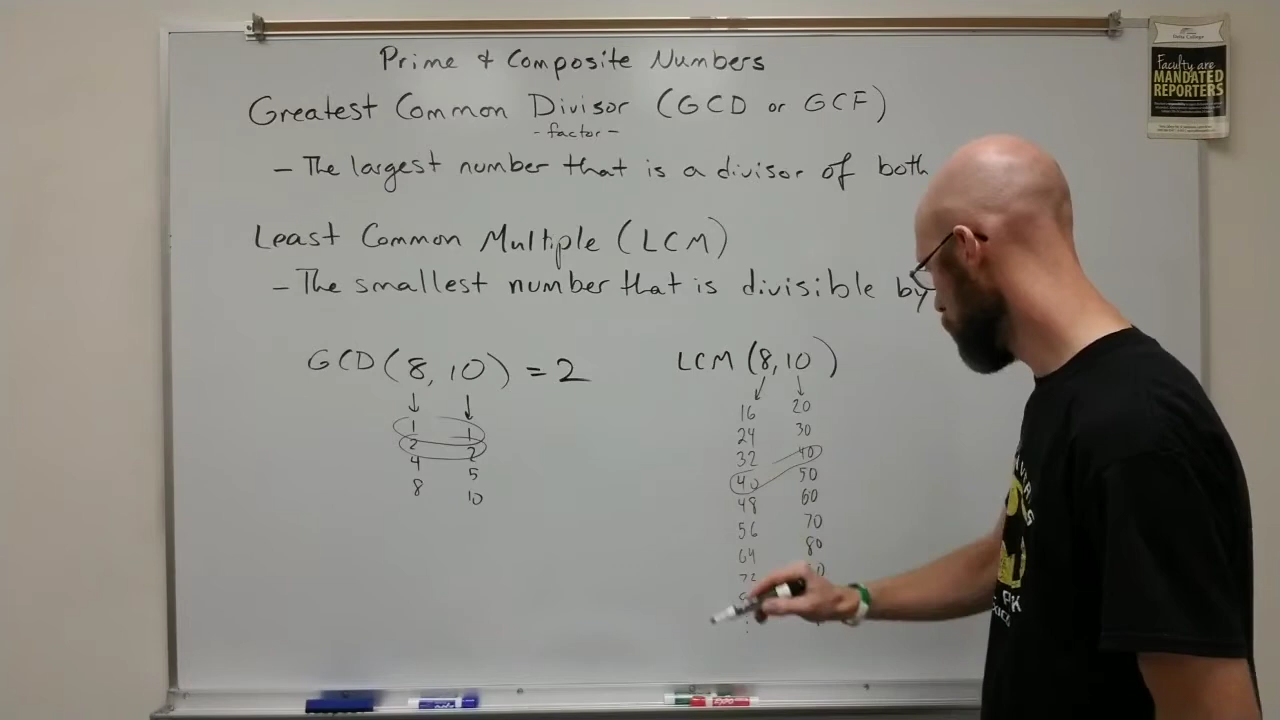 Prime & Composite Numbers
Greatest Common Divisor (GCD or GCF)
- factor -
- The largest number that is a divisor of both
Least Common Multiple (LCM)
- The smallest number that is divisible by
GCD (8, 10) = 2
1 1
2 2
4 5
8 10
LCM (8, 10)
16 20
24 30
32 40
40 50
48 60
56 70
64 80
72
Delta College
Faculty are
MANDATED
REPORTERS